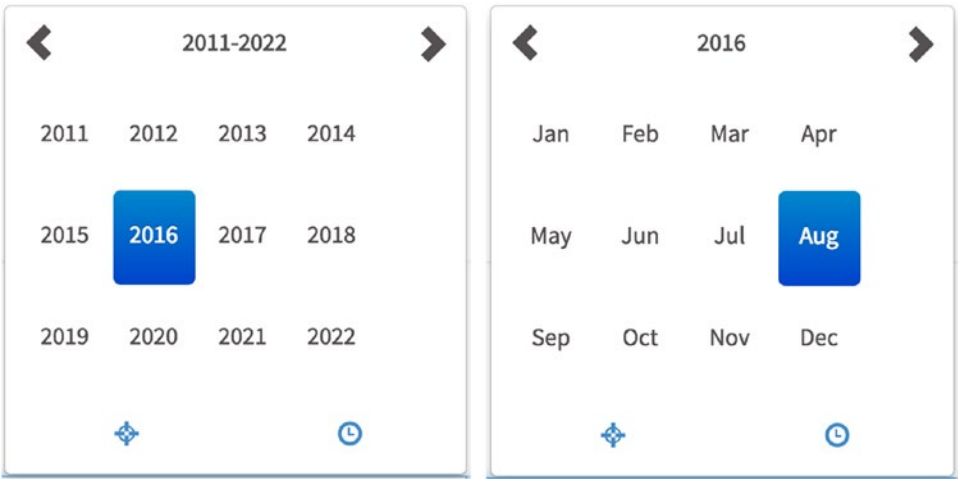 2011-2022
2011 2012 2013 2014
2015 2016 2017 2018
2019 2020 2021 2022
2016
Jan Feb Mar Apr
May Jun Jul Aug
Sep Oct Nov Dec